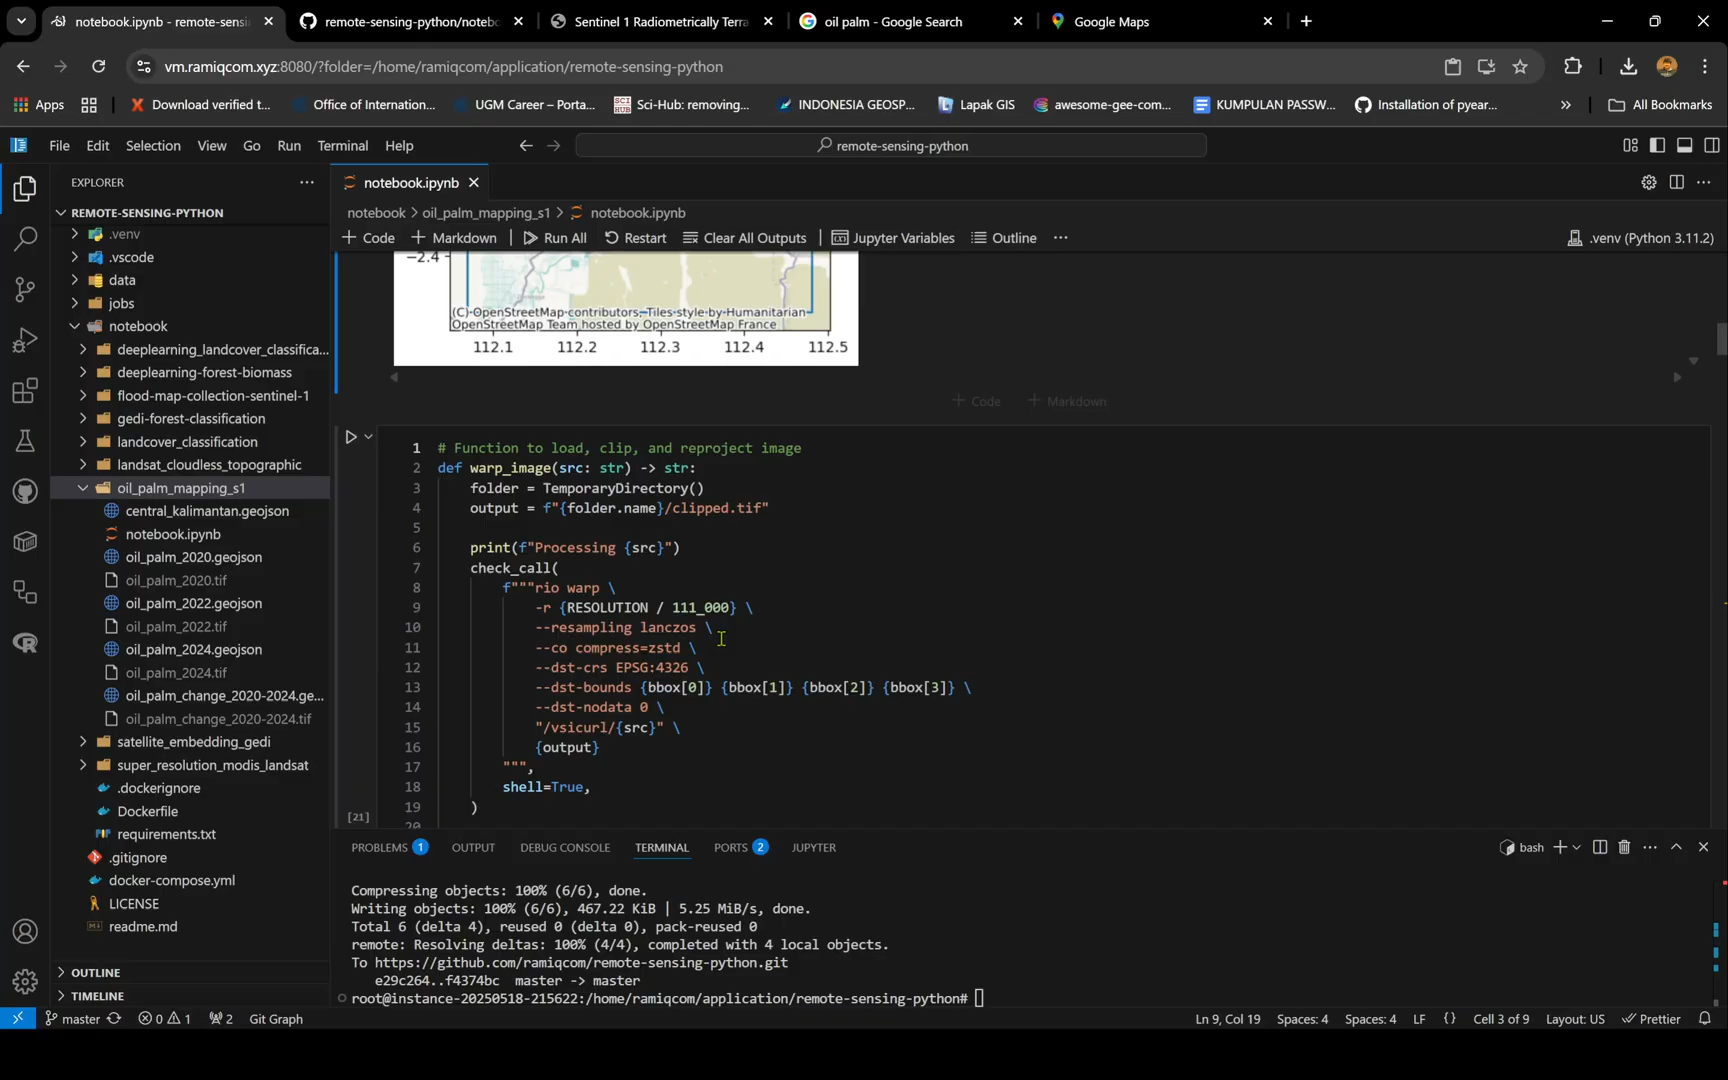 notebook.ipynb - remote-sensi
remote-sensing-python/noteb
Sentinel 1 Radiometrically Terra
oil palm - Google Search
Google Maps
vm.ramiqcom.xyz:8080/?folder=/home/ramiqcom/application/remote-sensing-python
Apps
Download verified t...
Office of Internation...
UGM Career – Porta...
SCI HUB
Sci-Hub: removing...
INDONESIA GEOSP...
Lapak GIS
awesome-gee-com...
KUMPULAN PASSW...
Installation of pyear...
All Bookmarks
File Edit Selection View Go Run Terminal Help
remote-sensing-python
EXPLORER
REMOTE-SENSING-PYTHON
.venv
.vscode
data
jobs
notebook
deeplearning_landcover_classifica...
deeplearning-forest-biomass
flood-map-collection-sentinel-1
gedi-forest-classification
landcover_classification
landsat_cloudless_topographic
oil_palm_mapping_s1
central_kalimantan.geojson
notebook.ipynb
oil_palm_2020.geojson
oil_palm_2020.tif
oil_palm_2022.geojson
oil_palm_2022.tif
oil_palm_2024.geojson
oil_palm_2024.tif
oil_palm_change_2020-2024.ge...
oil_palm_change_2020-2024.tif
satellite_embedding_gedi
super_resolution_modis_landsat
.dockerignore
Dockerfile
requirements.txt
.gitignore
docker-compose.yml
LICENSE
readme.md
OUTLINE
TIMELINE
notebook.ipynb
notebook > oil_palm_mapping_s1 > notebook.ipynb
Code Markdown Run All Restart Clear All Outputs Jupyter Variables Outline
.venv (Python 3.11.2)
−2.4
(C) OpenStreetMap contributors, Tiles style by Humanitarian
OpenStreetMap Team hosted by OpenStreetMap France
112.1 112.2 112.3 112.4 112.5
+ Code + Markdown
1 # Function to load, clip, and reproject image
2 def warp_image(src: str) -> str:
3 folder = TemporaryDirectory()
4 output = f"{folder.name}/clipped.tif"
5
6 print(f"Processing {src}")
7 check_call(
8 f"""rio warp \
9 -r {RESOLUTION / 111_000} \
10 --resampling lanczos \
11 --co compress=zstd \
12 --dst-crs EPSG:4326 \
13 --dst-bounds {bbox[0]} {bbox[1]} {bbox[2]} {bbox[3]} \
14 --dst-nodata 0 \
15 "/vsicurl/{src}" \
16 {output}
17 """,
18 shell=True,
19 )
20
[21]
PROBLEMS 1 OUTPUT DEBUG CONSOLE TERMINAL PORTS 2 JUPYTER
bash
Compressing objects: 100% (6/6), done.
Writing objects: 100% (6/6), 467.22 KiB | 5.25 MiB/s, done.
Total 6 (delta 4), reused 0 (delta 0), pack-reused 0
remote: Resolving deltas: 100% (4/4), completed with 4 local objects.
To https://github.com/ramiqcom/remote-sensing-python.git
e29c264..f4374bc master -> master
root@instance-20250518-215622:/home/ramiqcom/application/remote-sensing-python#
master 0 1 2 Git Graph
Ln 9, Col 19 Spaces: 4 Spaces: 4 LF {} Cell 3 of 9 Layout: US Prettier